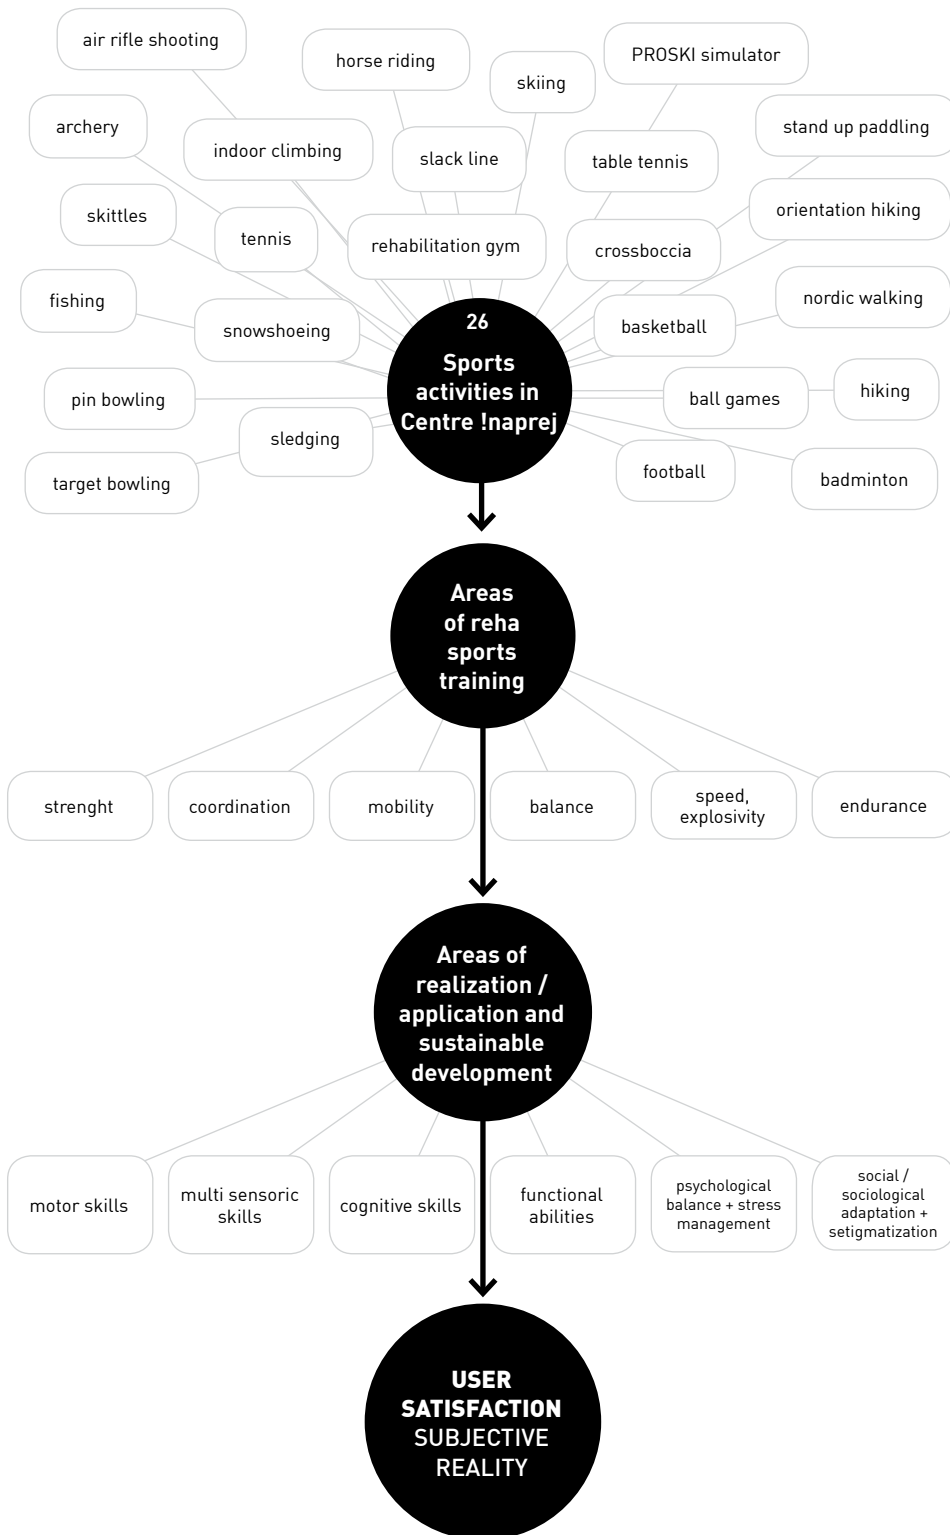 air rifle shooting
horse riding
PROSKI simulator
skiing
archery
indoor climbing
slack line
table tennis
stand up paddling
skittles
tennis
rehabilitation gym
crossboccia
orientation hiking
fishing
snowshoeing
26
Sports
activities in
Centre !naprej
basketball
nordic walking
pin bowling
sledging
ball games
hiking
target bowling
football
badminton
Areas
of reha
sports
training
strenght
coordination
mobility
balance
speed,
explosivity
endurance
Areas of
realization /
application and
sustainable
development
motor skills
multi sensoric
skills
cognitive skills
functional
abilities
psychological
balance + stress
management
social /
sociological
adaptation +
setigmatization
USER
SATISFACTION
SUBJECTIVE
REALITY